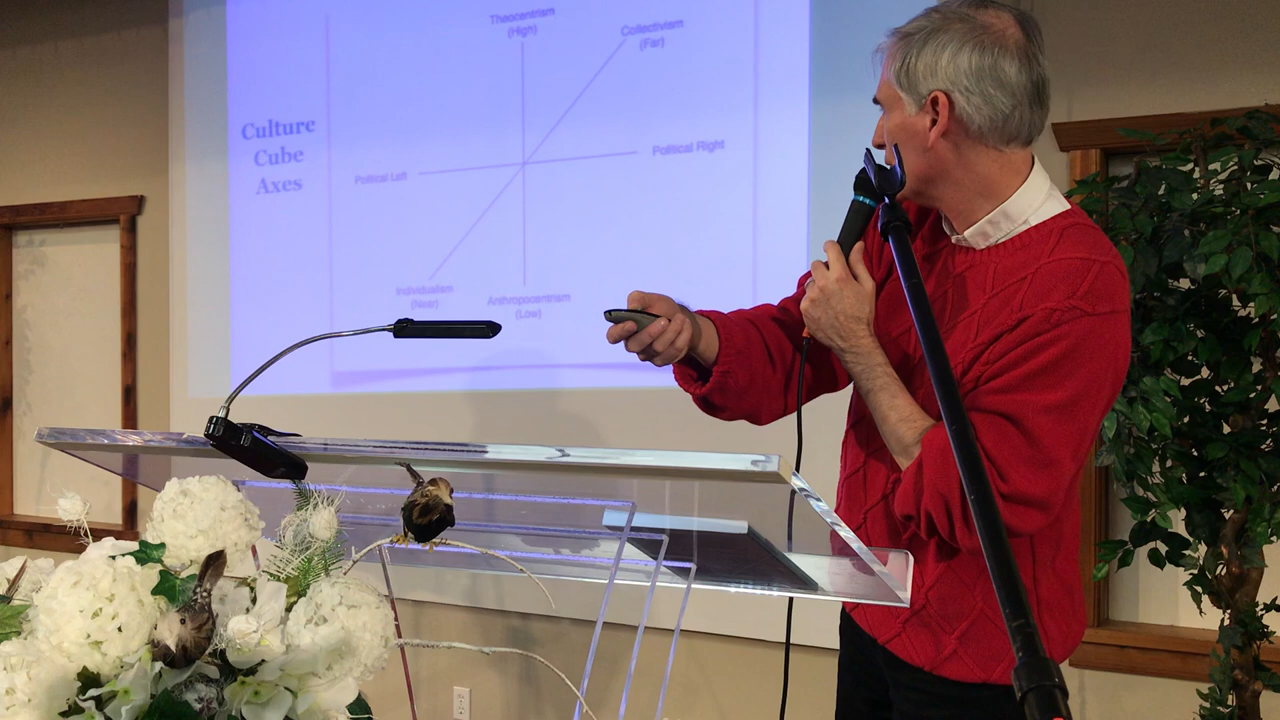 Theocentrism
(High)
Collectivism
(Far)
Culture
Cube
Axes
Political Right
Political Left
Individualism
(Near)
Anthropocentrism
(Low)